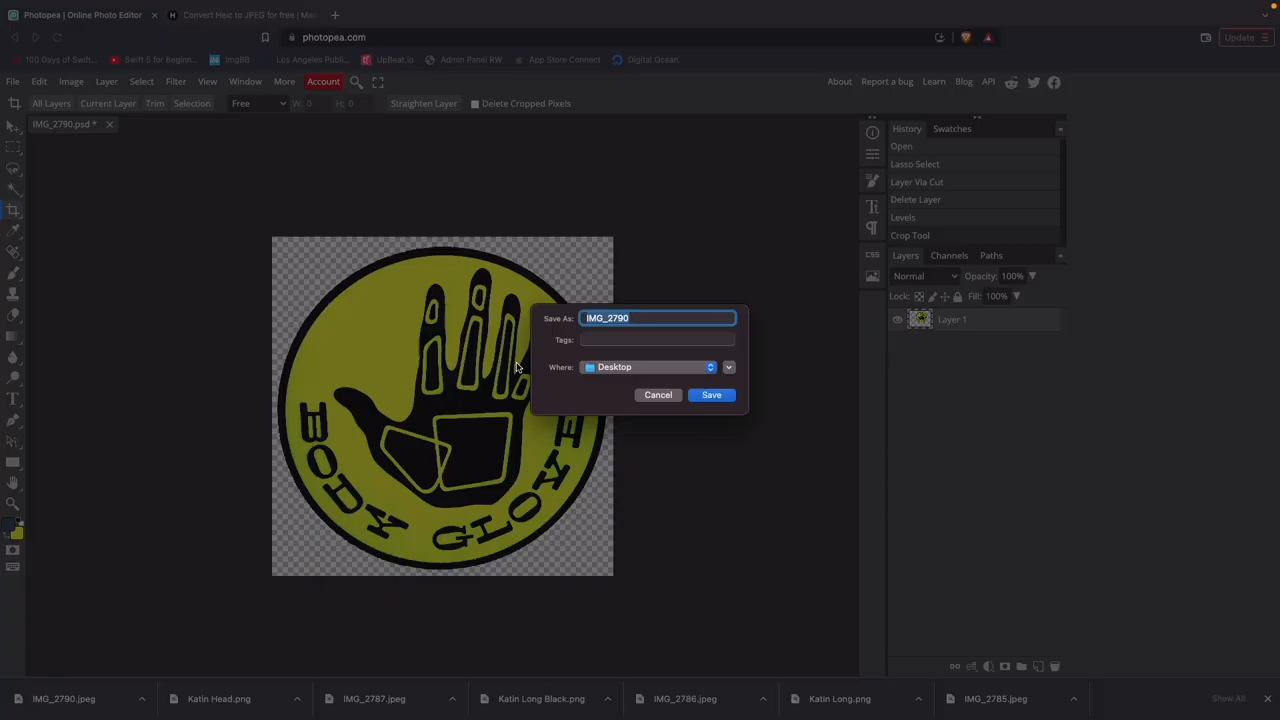 Photopea | Online Photo Editor
Convert Heic to JPEG for free | Ma
photopea.com
Update
100 Days of Swift...
Swift 5 for Beginner...
ImgBB
Los Angeles Publi...
UpBeat.io
Admin Panel RW
App Store Connect
Digital Ocean
File Edit Image Layer Select Filter View Window More Account
About Report a bug Learn Blog API
All Layers Current Layer Trim Selection Free W: 0 H: 0 Straighten Layer Delete Cropped Pixels
IMG_2790.psd *
History Swatches
Open
Lasso Select
Layer Via Cut
Delete Layer
Levels
Crop Tool
Layers Channels Paths
Normal Opacity: 100%
Lock: Fill: 100%
Layer 1
CSS
Save As: IMG_2790
Tags:
Where: Desktop
Cancel Save
BODY GLOVE
IMG_2790.jpeg
Katin Head.png
IMG_2787.jpeg
Katin Long Black.png
IMG_2786.jpeg
Katin Long.png
IMG_2785.jpeg
Show All